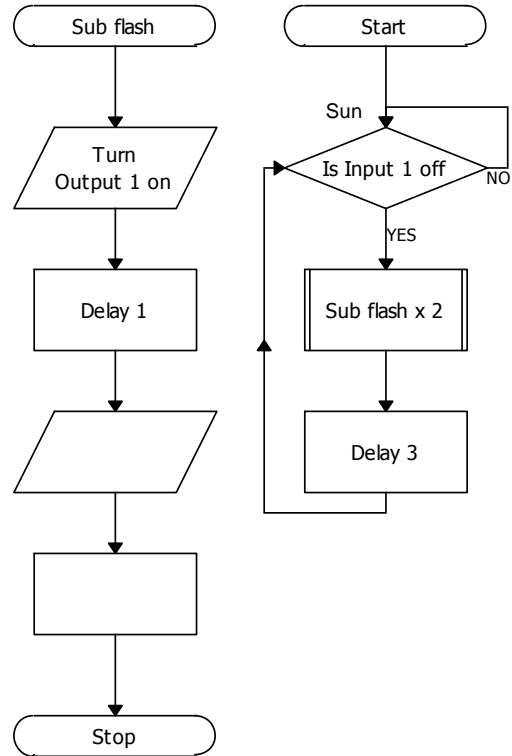 Sub flash
Turn
Output 1 on
Delay 1
Stop
Start
Sun
Is Input 1 off
NO
YES
Sub flash x 2
Delay 3